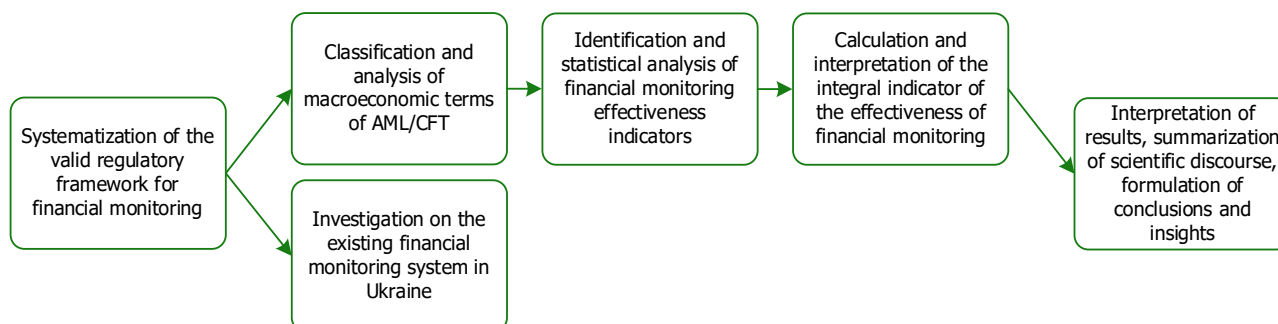 Systematization of the
valid regulatory
framework for
financial monitoring
Classification and
analysis of
macroeconomic terms
of AML/CFT
Investigation on the
existing financial
monitoring system in
Ukraine
Identification and
statistical analysis of
financial monitoring
effectiveness
indicators
Calculation and
interpretation of the
integral indicator of
the effectiveness of
financial monitoring
Interpretation of
results, summarization
of scientific discourse,
formulation of
conclusions and
insights